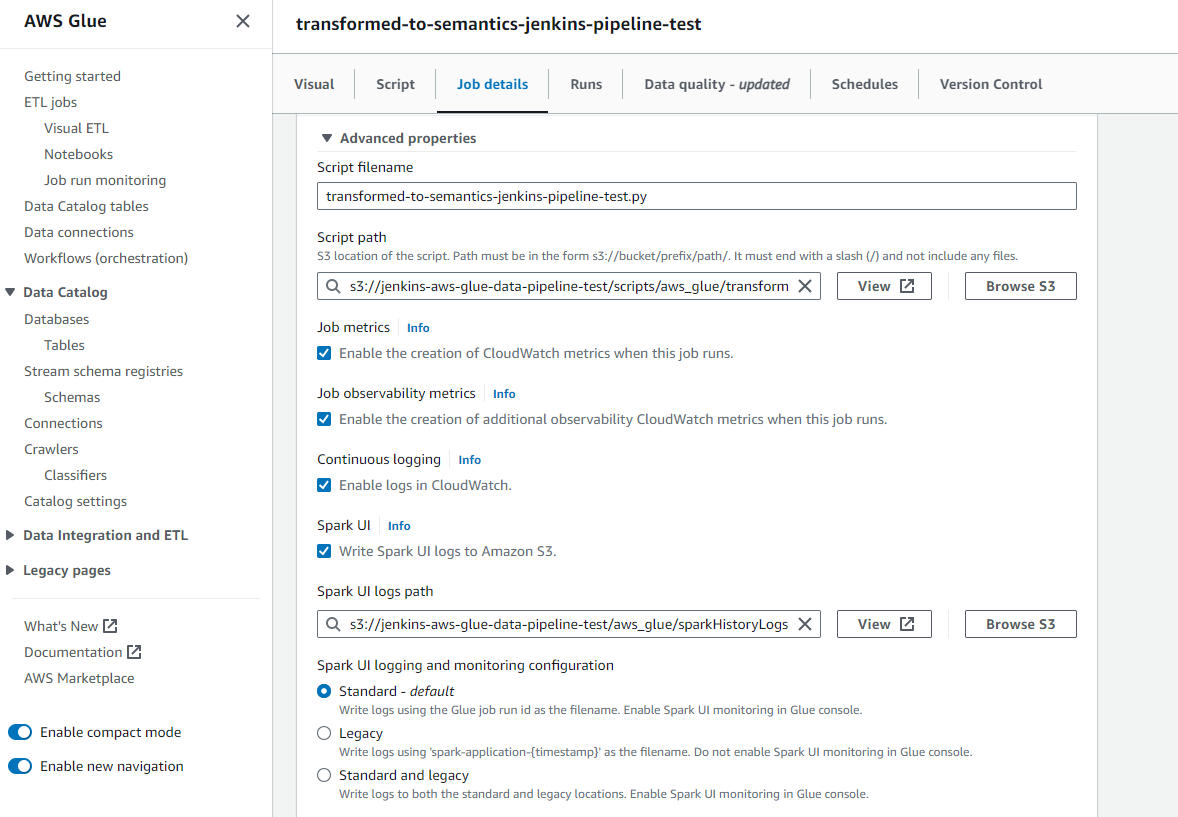 AWS Glue
Getting started
ETL jobs
Visual ETL
Notebooks
Job run monitoring
Data Catalog tables
Data connections
Workflows (orchestration)
Data Catalog
Databases
Tables
Stream schema registries
Schemas
Connections
Crawlers
Classifiers
Catalog settings
Data Integration and ETL
Legacy pages
What's New
Documentation
AWS Marketplace
Enable compact mode
Enable new navigation
transformed-to-semantics-jenkins-pipeline-test
Visual Script Job details Runs Data quality - updated Schedules Version Control
Advanced properties
Script filename
transformed-to-semantics-jenkins-pipeline-test.py
Script path
S3 location of the script. Path must be in the form s3://bucket/prefix/path/. It must end with a slash (/) and not include any files.
s3://jenkins-aws-glue-data-pipeline-test/scripts/aws_glue/transform View Browse S3
Job metrics Info
Enable the creation of CloudWatch metrics when this job runs.
Job observability metrics Info
Enable the creation of additional observability CloudWatch metrics when this job runs.
Continuous logging Info
Enable logs in CloudWatch.
Spark UI Info
Write Spark UI logs to Amazon S3.
Spark UI logs path
s3://jenkins-aws-glue-data-pipeline-test/aws_glue/sparkHistoryLogs View Browse S3
Spark UI logging and monitoring configuration
Standard - default
Write logs using the Glue job run id as the filename. Enable Spark UI monitoring in Glue console.
Legacy
Write logs using 'spark-application-{timestamp}' as the filename. Do not enable Spark UI monitoring in Glue console.
Standard and legacy
Write logs to both the standard and legacy locations. Enable Spark UI monitoring in Glue console.